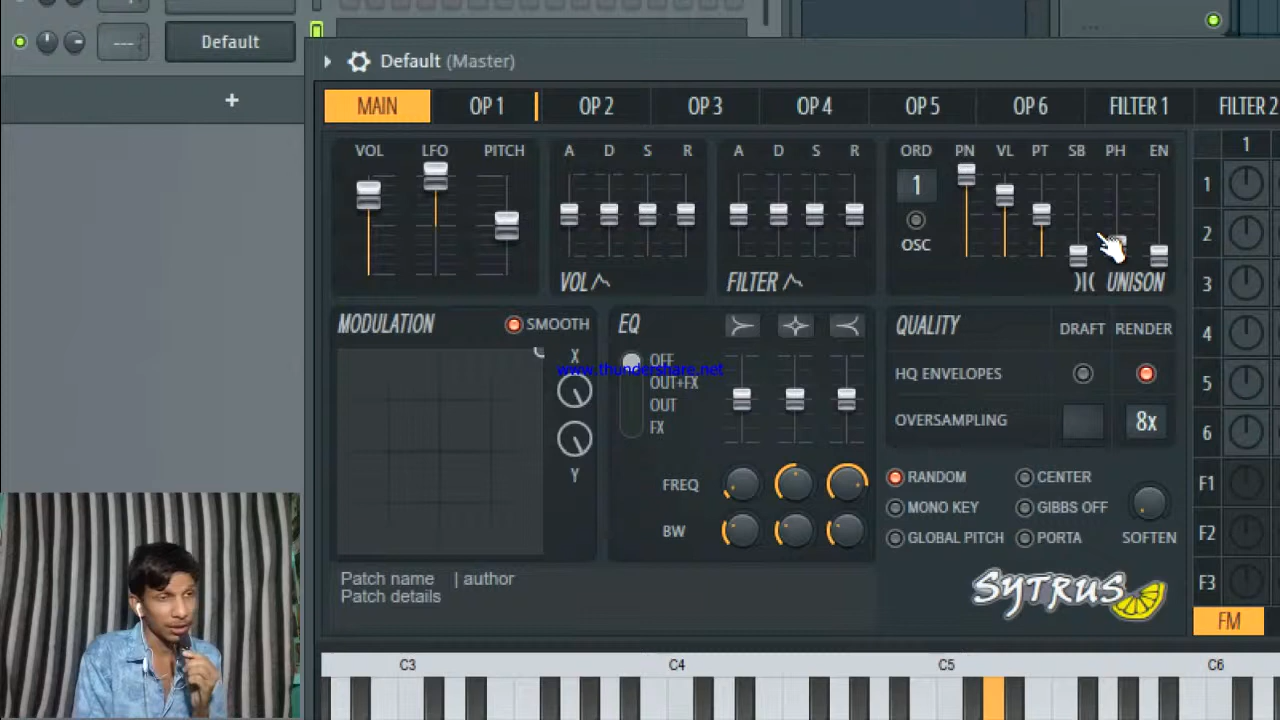 --- Default
Default (Master)
+
MAIN OP 1 OP 2 OP 3 OP 4 OP 5 OP 6 FILTER 1 FILTER 2
VOL LFO PITCH A D S R A D S R ORD PN VL PT SB PH EN 1
1
1
OSC
2
VOL FILTER UNISON 3
MODULATION SMOOTH EQ QUALITY DRAFT RENDER 4
X OFF
www.thundershare.net
OUT+FX HQ ENVELOPES 5
OUT
FX OVERSAMPLING 8x 6
Y FREQ RANDOM CENTER F1
BW MONO KEY GIBBS OFF F2
GLOBAL PITCH PORTA SOFTEN
Patch name | author
Patch details
SYTRUS F3
FM
C3 C4 C5 C6